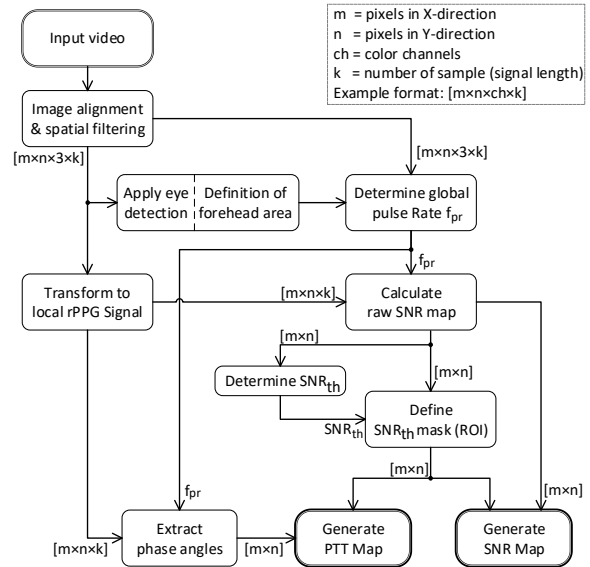 Input video
m = pixels in X-direction
n = pixels in Y-direction
ch = color channels
k = number of sample (signal length)
Example format: [m×n×ch×k]
Image alignment
& spatial filtering
[m×n×3×k]
[m×n×3×k]
Apply eye
detection
Definition of
forehead area
Determine global
pulse Rate fpr
fpr
Transform to
local rPPG Signal
[m×n×k]
Calculate
raw SNR map
[m×n]
[m×n]
Determine SNRth
SNRth
Define
SNRth mask (ROI)
[m×n]
fpr
[m×n]
[m×n×k]
Extract
phase angles
[m×n]
Generate
PTT Map
Generate
SNR Map